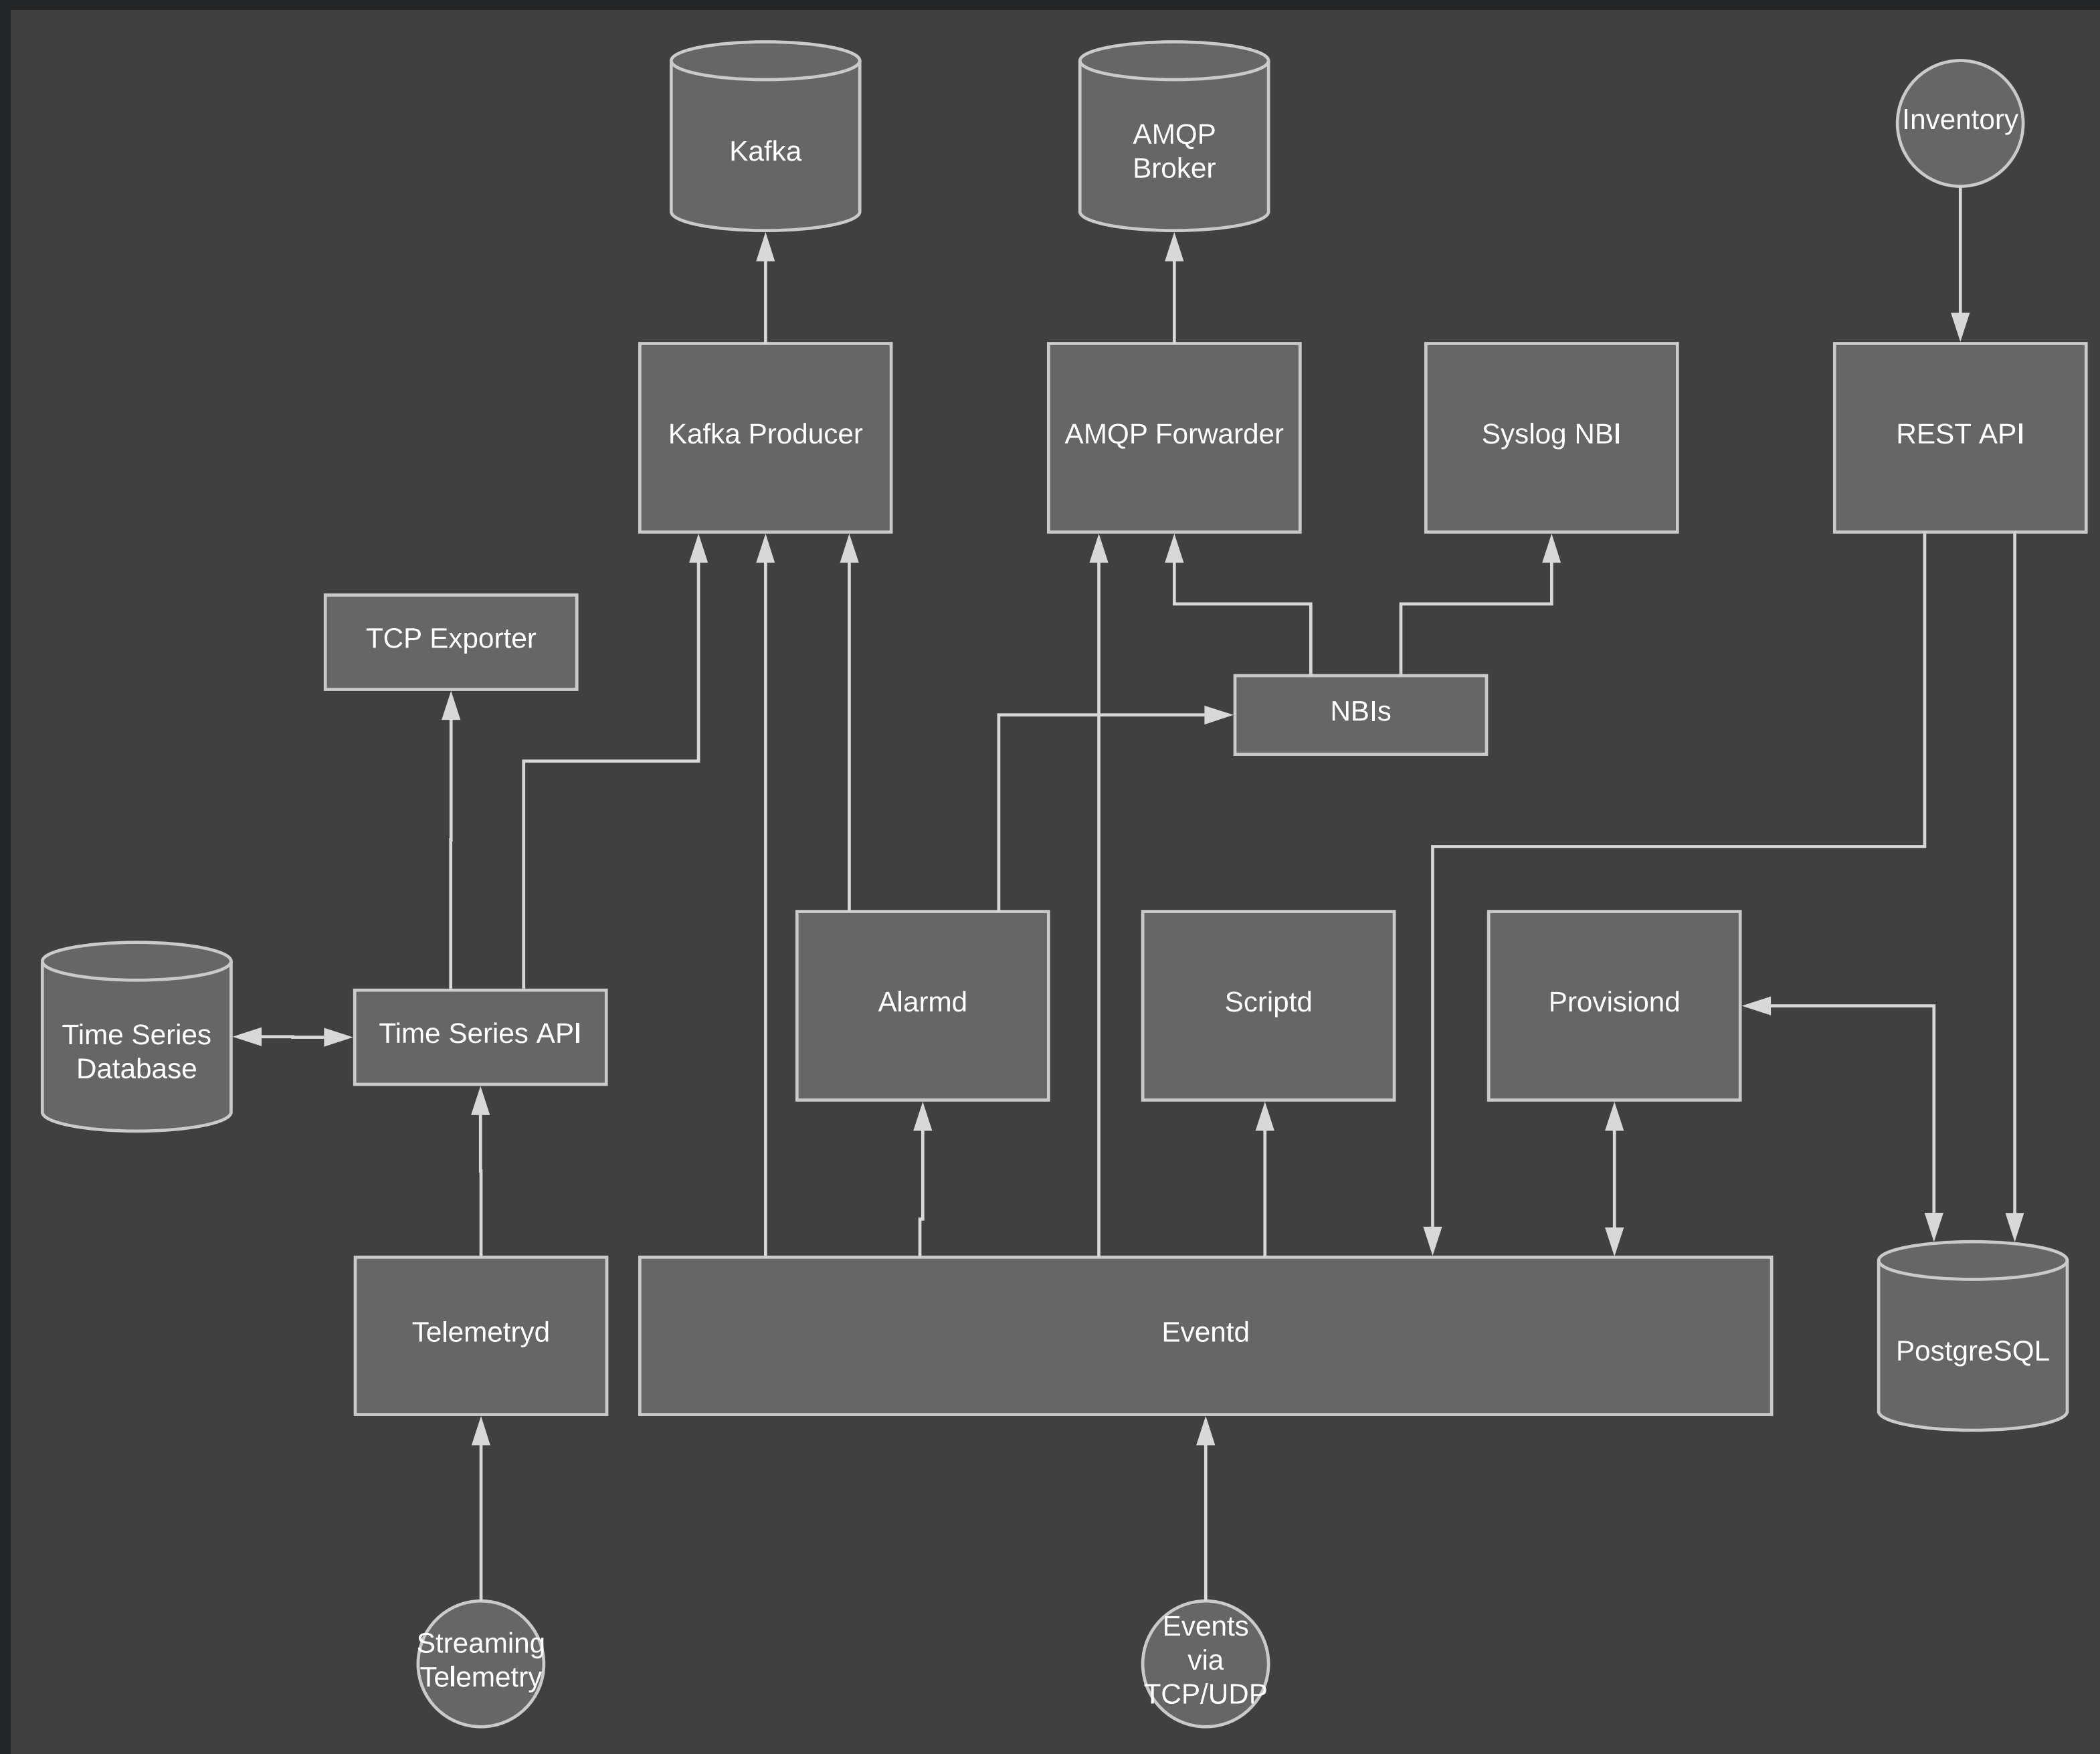 Kafka
AMQP
Broker
Inventory
Kafka Producer
AMQP Forwarder
Syslog NBI
REST API
TCP Exporter
NBIs
Time Series
Database
Time Series API
Alarmd
Scriptd
Provisiond
Telemetryd
Eventd
PostgreSQL
Streaming
Telemetry
Events
via
TCP/UDP